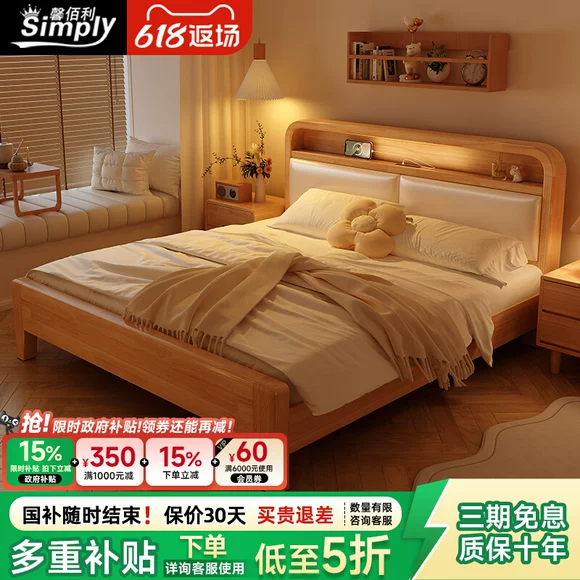 馨佰利
Simply
618返场
抢!限时政府补贴!领券还能再减!
15%
限时补贴 拍下立减
政府补贴
+
¥350
满1000元减
+
15%
下单立减
+
VIP
¥60
满6000元使用
会员券
国补随时结束! 保价30天 买贵退差 数量有限
咨询客服
多重补贴 下单 低至5折
详询客服使用
三期免息
质保十年